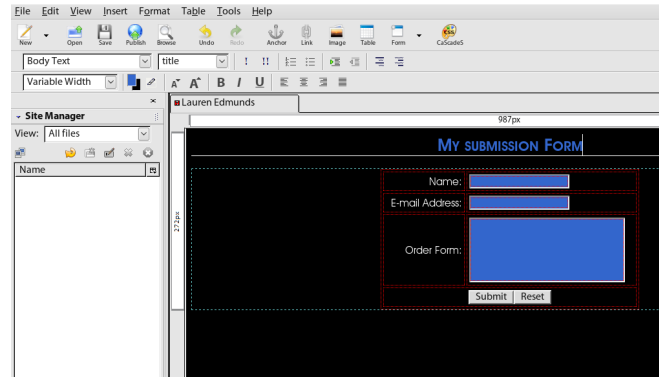 File Edit View Insert Format Table Tools Help
New Open Save Publish Browse Undo Redo Anchor Link Image Table Form CaScadeS
Body Text title
Variable Width
Lauren Edmunds
Site Manager
987px
View: All files
My submission Form
Name
Name:
E-mail Address:
272px
Order Form:
Submit Reset